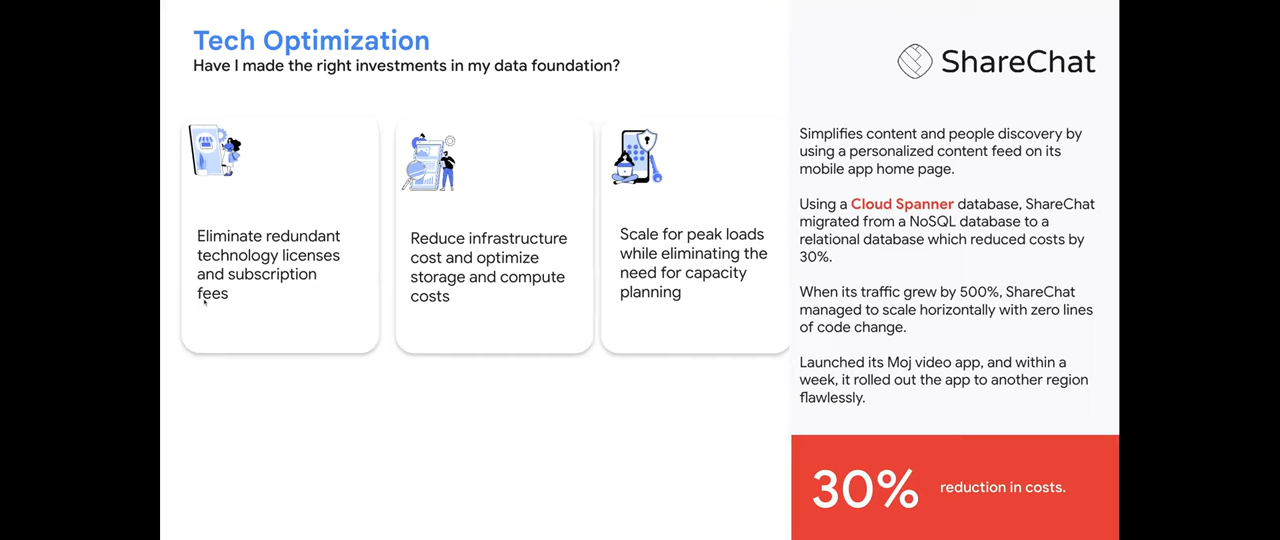 Tech Optimization
Have I made the right investments in my data foundation?
Eliminate redundant
technology licenses
and subscription
fees
Reduce infrastructure
cost and optimize
storage and compute
costs
Scale for peak loads
while eliminating the
need for capacity
planning
ShareChat
Simplifies content and people discovery by
using a personalized content feed on its
mobile app home page.
Using a Cloud Spanner database, ShareChat
migrated from a NoSQL database to a
relational database which reduced costs by
30%.
When its traffic grew by 500%, ShareChat
managed to scale horizontally with zero lines
of code change.
Launched its Moj video app, and within a
week, it rolled out the app to another region
flawlessly.
30% reduction in costs.